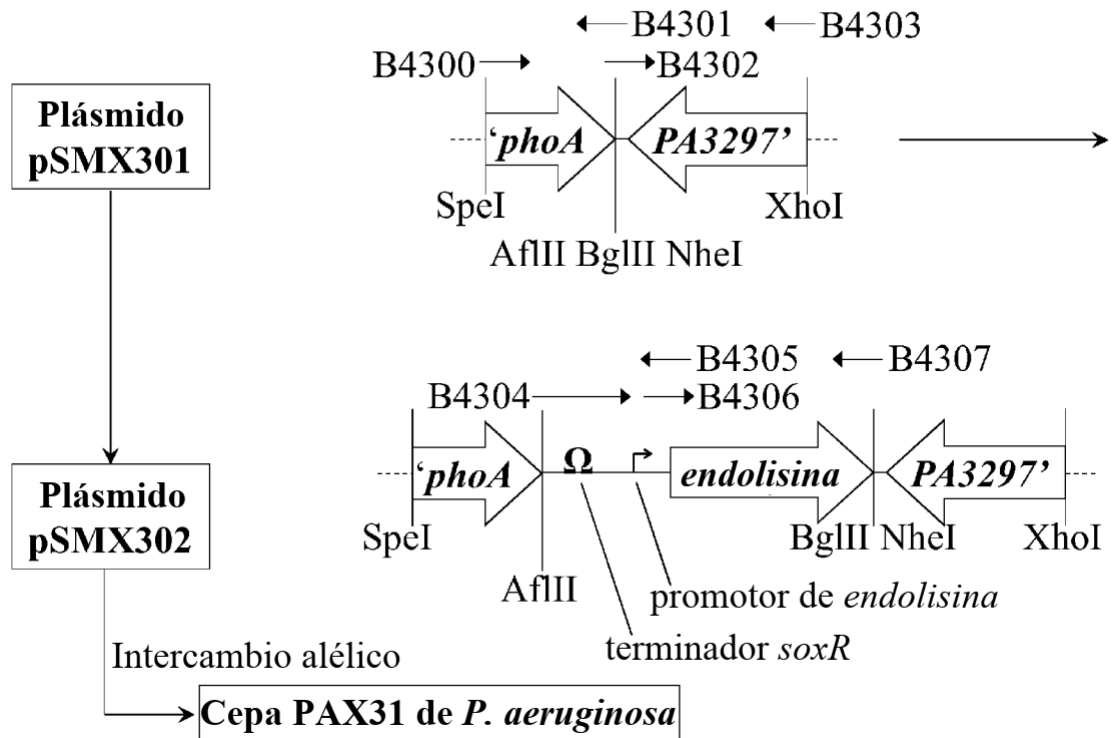 B4301
B4303
B4300
B4302
Plásmido
pSMX301
‘phoA
PA3297’
SpeI
XhoI
AflII BglII NheI
B4305
B4307
B4304
B4306
Ω
‘phoA
endolisina
PA3297’
Plásmido
pSMX302
SpeI
BglII NheI
XhoI
AflII
promotor de endolisina
terminador soxR
Intercambio alélico
Cepa PAX31 de P. aeruginosa